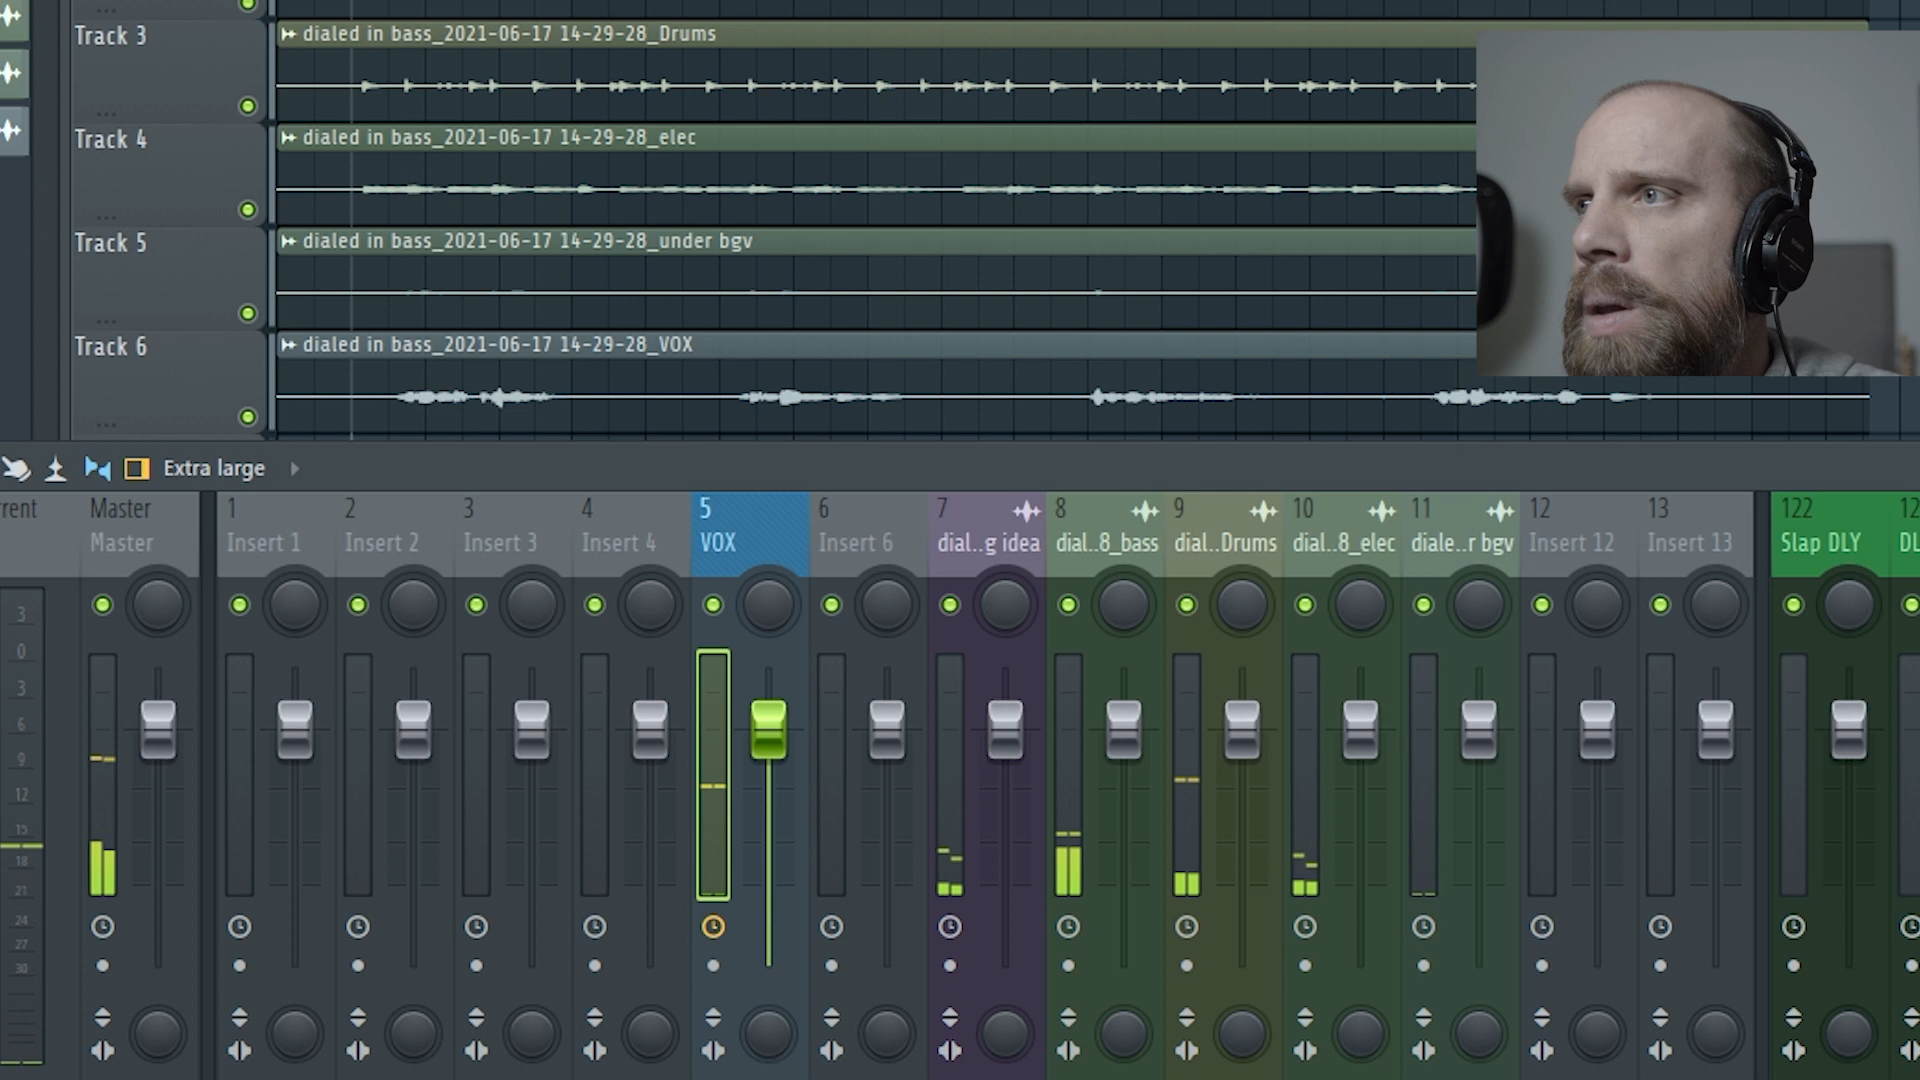 Track 3
dialed in bass_2021-06-17 14-29-28_Drums
Track 4
dialed in bass_2021-06-17 14-29-28_elec
Track 5
dialed in bass_2021-06-17 14-29-28_under bgv
Track 6
dialed in bass_2021-06-17 14-29-28_VOX
Extra large
rent Master 1 2 3 4 5 6 7 8 9 10 11 12 13 122 12
Master Insert 1 Insert 2 Insert 3 Insert 4 VOX Insert 6 dial..g idea dial..8_bass dial..Drums dial..8_elec diale..r bgv Insert 12 Insert 13 Slap DLY DL
3
0
3
6
9
12
15
18
21
24
27
30